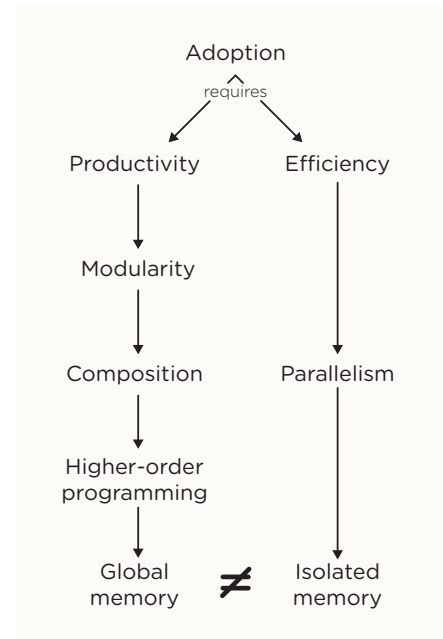 Adoption
requires
Productivity Efficiency
Modularity
Composition Parallelism
Higher-order
programming
Global ≠ Isolated
memory memory